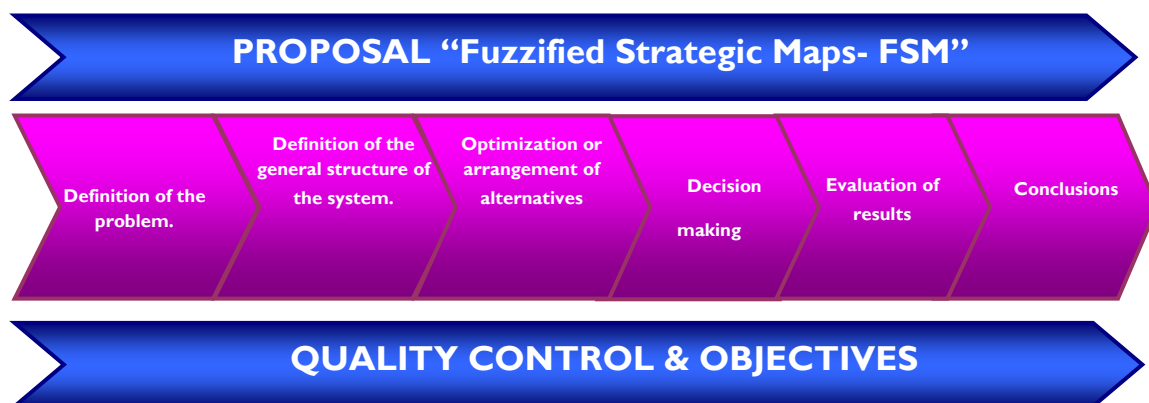 PROPOSAL “Fuzzified Strategic Maps- FSM”
Definition of the
problem.
Definition of the
general structure of
the system.
Optimization or
arrangement of
alternatives
Decision
making
Evaluation of
results
Conclusions
QUALITY CONTROL & OBJECTIVES